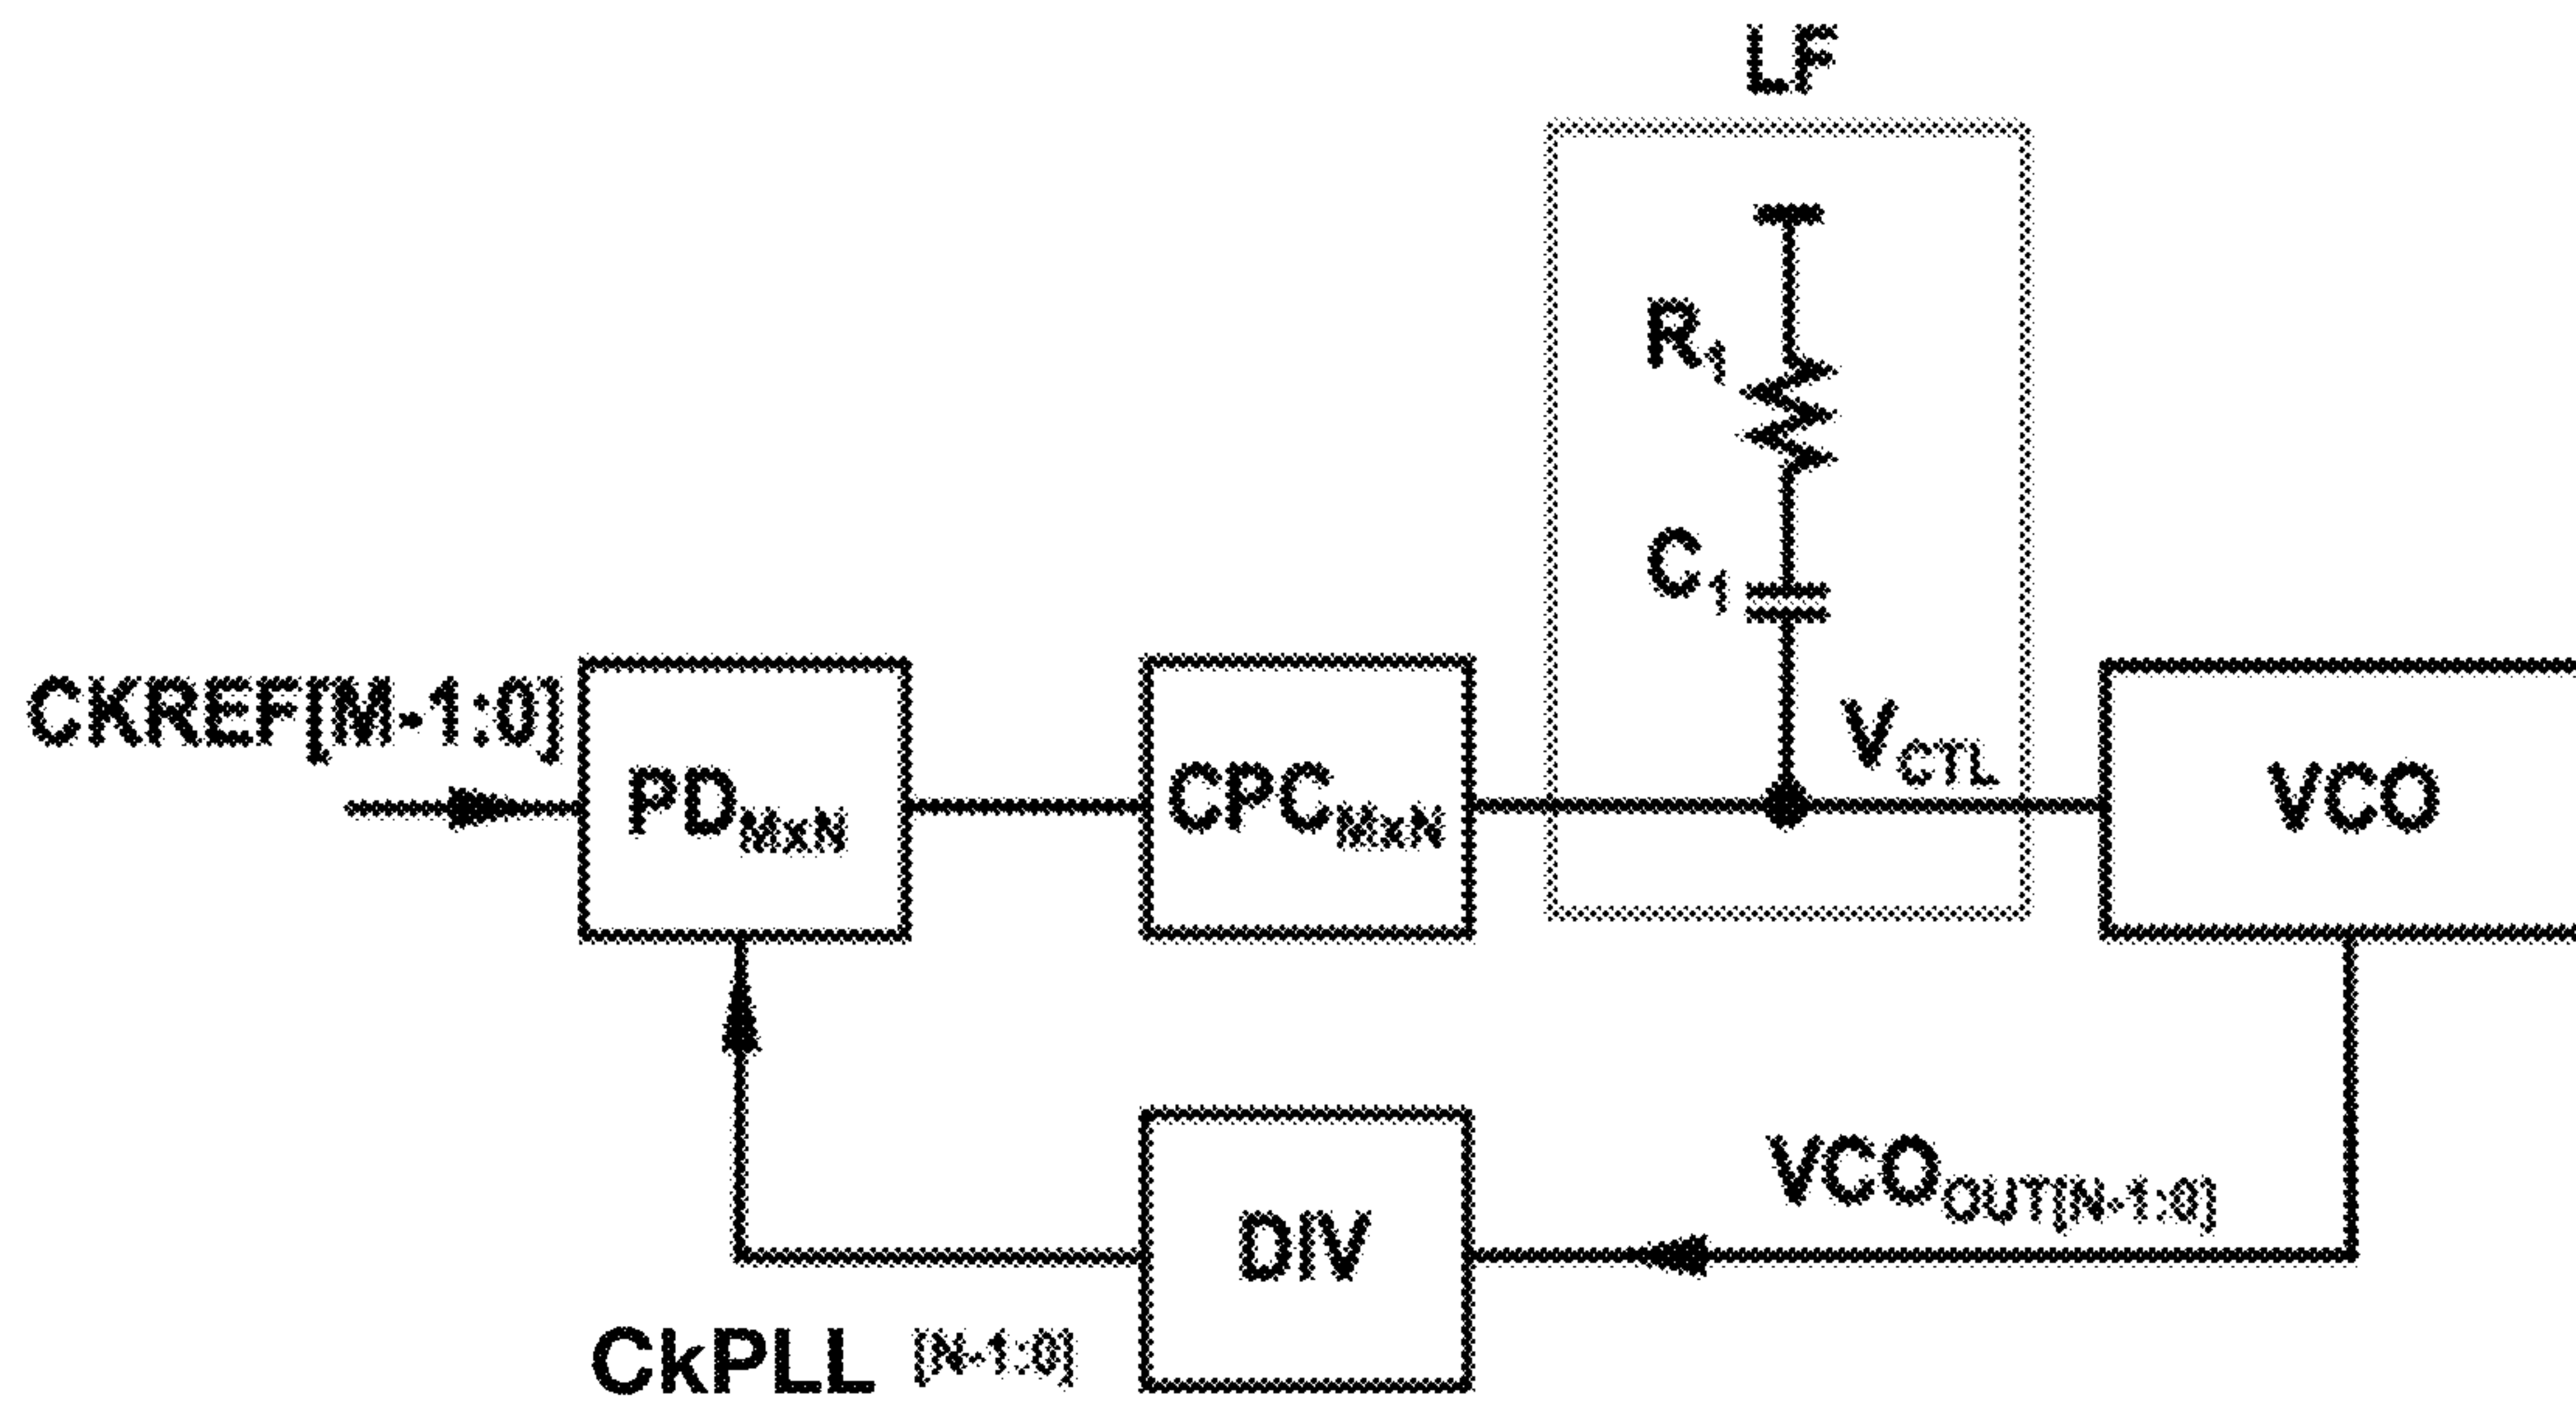 LF
R1
C1
CKREF[M-1:0]
VCTL
PDMxN
CPCMxN
VCO
VCOOUT[N-1:0]
DIV
CkPLL [N-1:0]